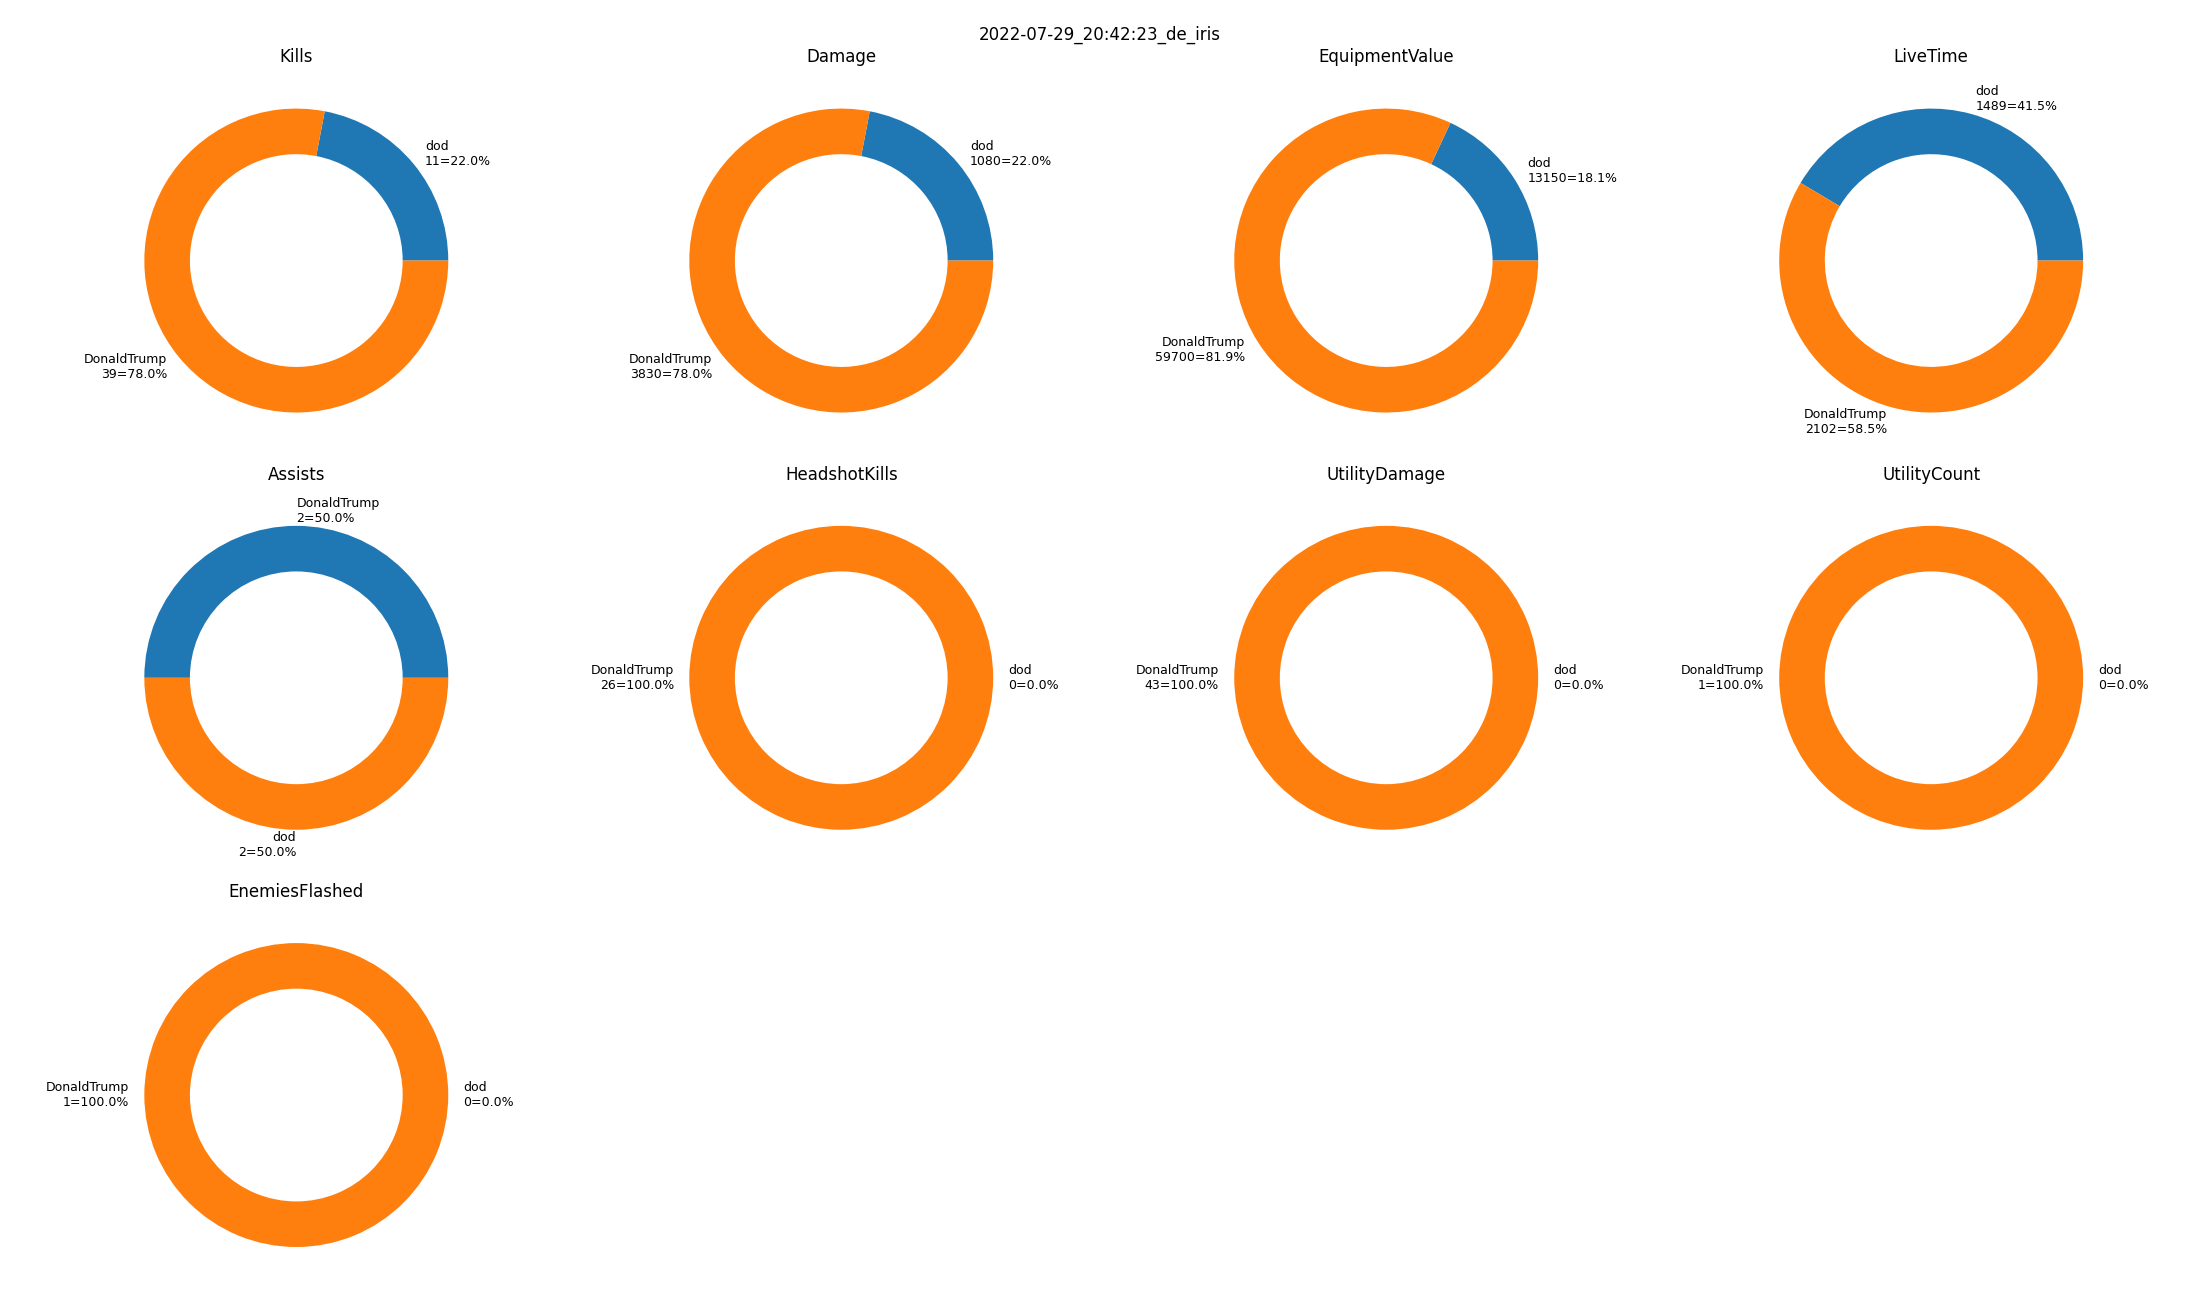 2022-07-29_20:42:23_de_iris
Kills
dod
11=22.0%
DonaldTrump
39=78.0%
Damage
dod
1080=22.0%
DonaldTrump
3830=78.0%
EquipmentValue
dod
13150=18.1%
DonaldTrump
59700=81.9%
LiveTime
dod
1489=41.5%
DonaldTrump
2102=58.5%
Assists
DonaldTrump
2=50.0%
dod
2=50.0%
HeadshotKills
DonaldTrump
26=100.0%
dod
0=0.0%
UtilityDamage
DonaldTrump
43=100.0%
dod
0=0.0%
UtilityCount
DonaldTrump
1=100.0%
dod
0=0.0%
EnemiesFlashed
DonaldTrump
1=100.0%
dod
0=0.0%